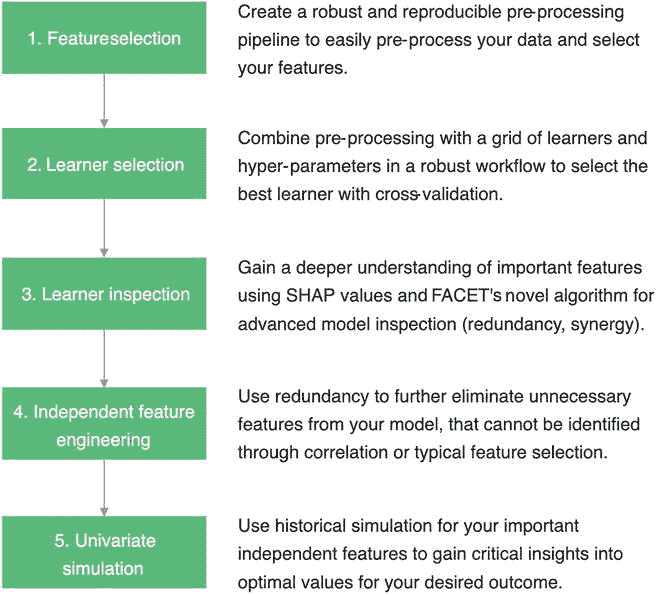 1. Featureselection
Create a robust and reproducible pre-processing
pipeline to easily pre-process your data and select
your features.
2. Learner selection
Combine pre-processing with a grid of learners and
hyper-parameters in a robust workflow to select the
best learner with cross-validation.
3. Learner inspection
Gain a deeper understanding of important features
using SHAP values and FACET's novel algorithm for
advanced model inspection (redundancy, synergy).
4. Independent feature
engineering
Use redundancy to further eliminate unnecessary
features from your model, that cannot be identified
through correlation or typical feature selection.
5. Univariate
simulation
Use historical simulation for your important
independent features to gain critical insights into
optimal values for your desired outcome.